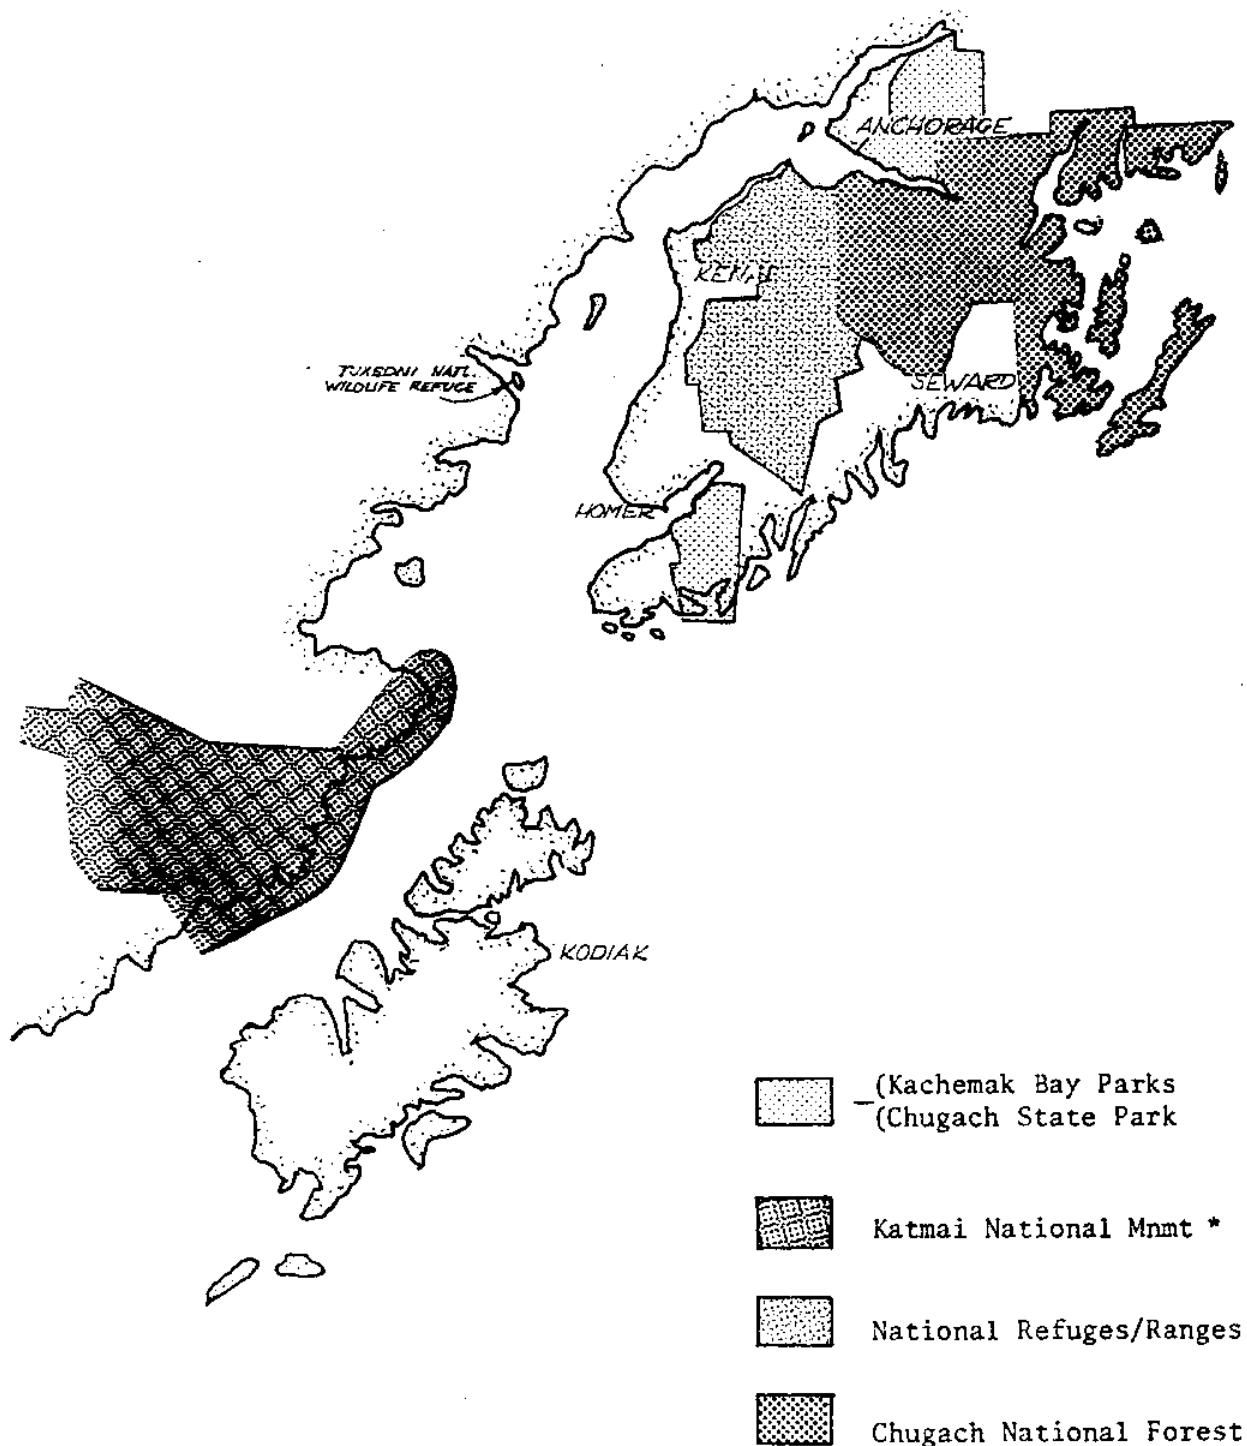 ANCHORAGE
KENAI
TUXEDNI NATL.
WILDLIFE REFUGE
SEWARD
HOMER
KODIAK
(Kachemak Bay Parks
(Chugach State Park
Katmai National Mnmt *
National Refuges/Ranges
Chugach National Forest